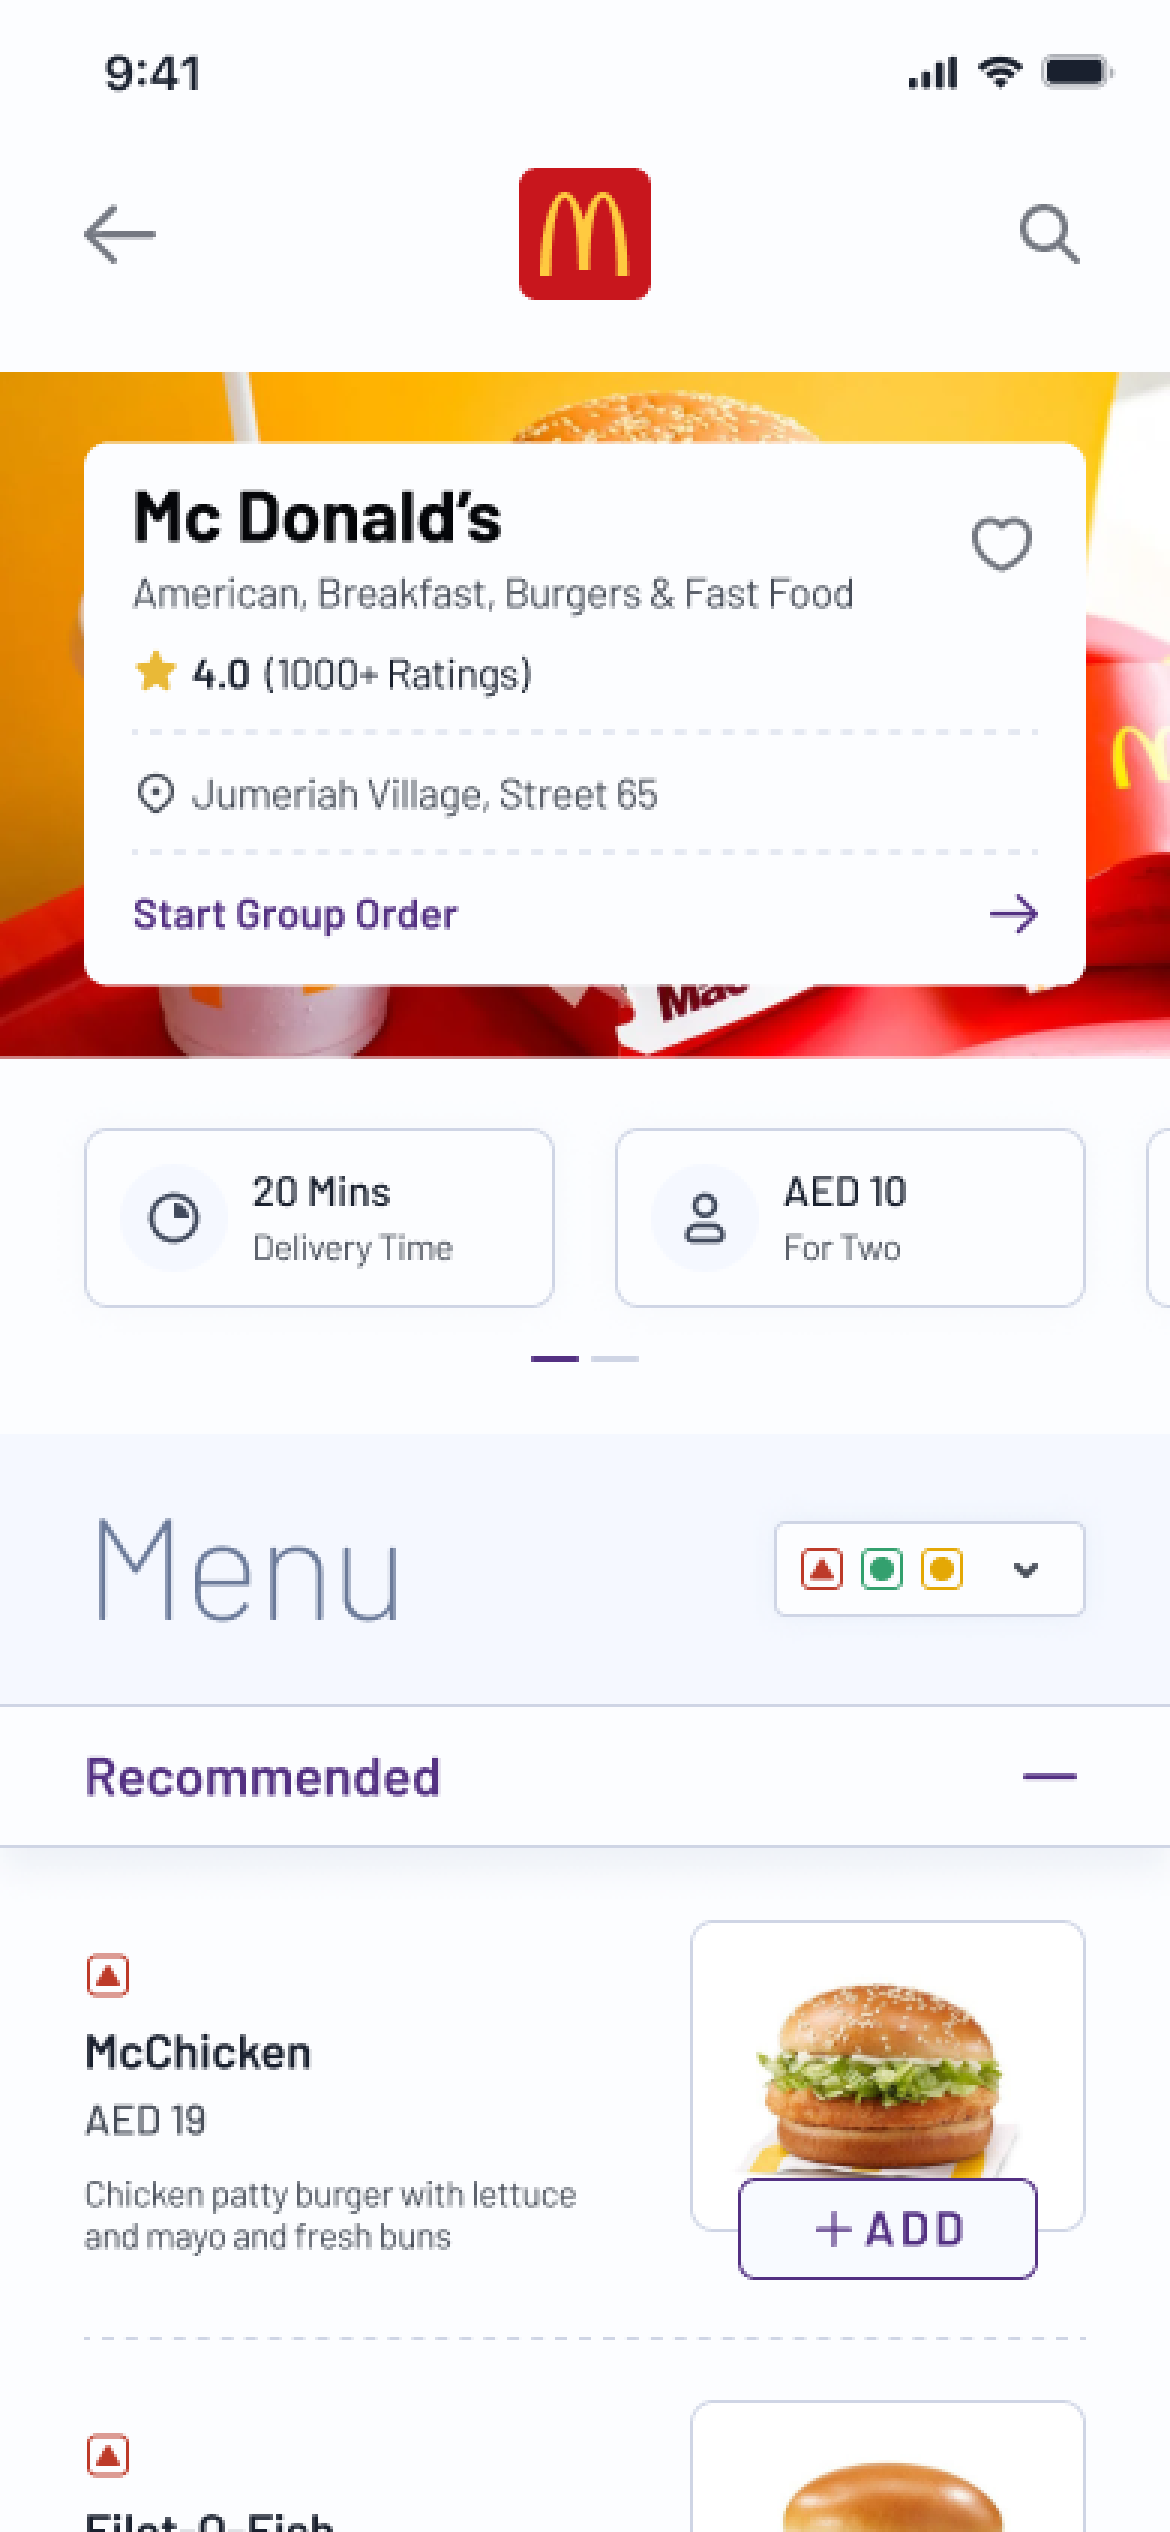 9:41
Mc Donald’s
American, Breakfast, Burgers & Fast Food
4.0 (1000+ Ratings)
Jumeriah Village, Street 65
Start Group Order
Mac
20 Mins
Delivery Time
AED 10
For Two
Menu
Recommended
McChicken
AED 19
Chicken patty burger with lettuce
and mayo and fresh buns
+ ADD
Filet-O-Fish